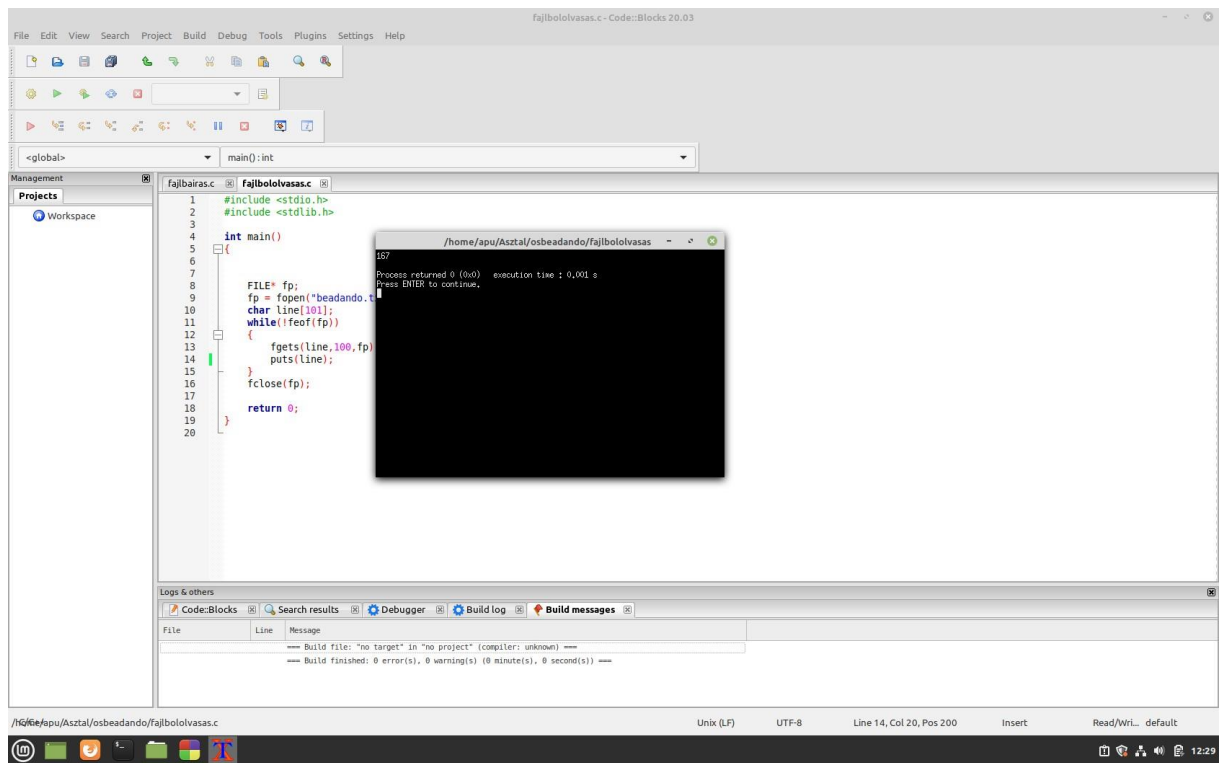 fajlbololvasas.c - Code::Blocks 20.03
File Edit View Search Project Build Debug Tools Plugins Settings Help
<global>
main() : int
Management
Projects
Workspace
fajlbairas.c fajlbololvasas.c
1 #include <stdio.h>
2 #include <stdlib.h>
3
4 int main()
5 {
6
7
8 FILE* fp;
9 fp = fopen("beadando.t
10 char line[101];
11 while(!feof(fp))
12 {
13 fgets(line,100,fp)
14 puts(line);
15 }
16 fclose(fp);
17
18 return 0;
19 }
20
/home/apu/Asztal/osbeadando/fajlbololvasas
167
Process returned 0 (0x0) execution time : 0,001 s
Press ENTER to continue.
Logs & others
Code::Blocks Search results Debugger Build log Build messages
File Line Message
=== Build file: "no target" in "no project" (compiler: unknown) ===
=== Build finished: 0 error(s), 0 warning(s) (0 minute(s), 0 second(s)) ===
/home/apu/Asztal/osbeadando/fajlbololvasas.c Unix (LF) UTF-8 Line 14, Col 20, Pos 200 Insert Read/Wri... default
12:29